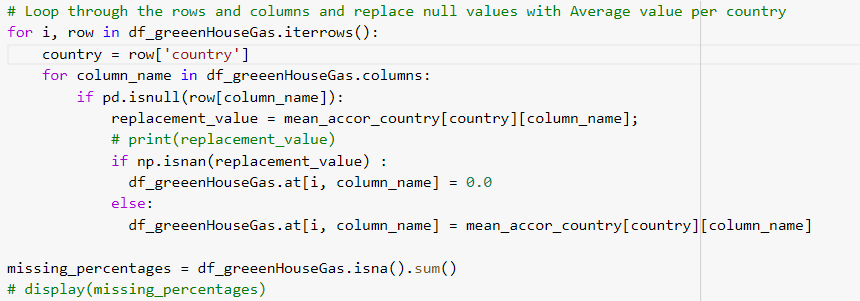 # Loop through the rows and columns and replace null values with Average value per country
for i, row in df_greeenHouseGas.iterrows():
    country = row['country']
    for column_name in df_greeenHouseGas.columns:
        if pd.isnull(row[column_name]):
            replacement_value = mean_accor_country[country][column_name];
            # print(replacement_value)
            if np.isnan(replacement_value) :
              df_greeenHouseGas.at[i, column_name] = 0.0
            else:
              df_greeenHouseGas.at[i, column_name] = mean_accor_country[country][column_name]
missing_percentages = df_greeenHouseGas.isna().sum()
# display(missing_percentages)